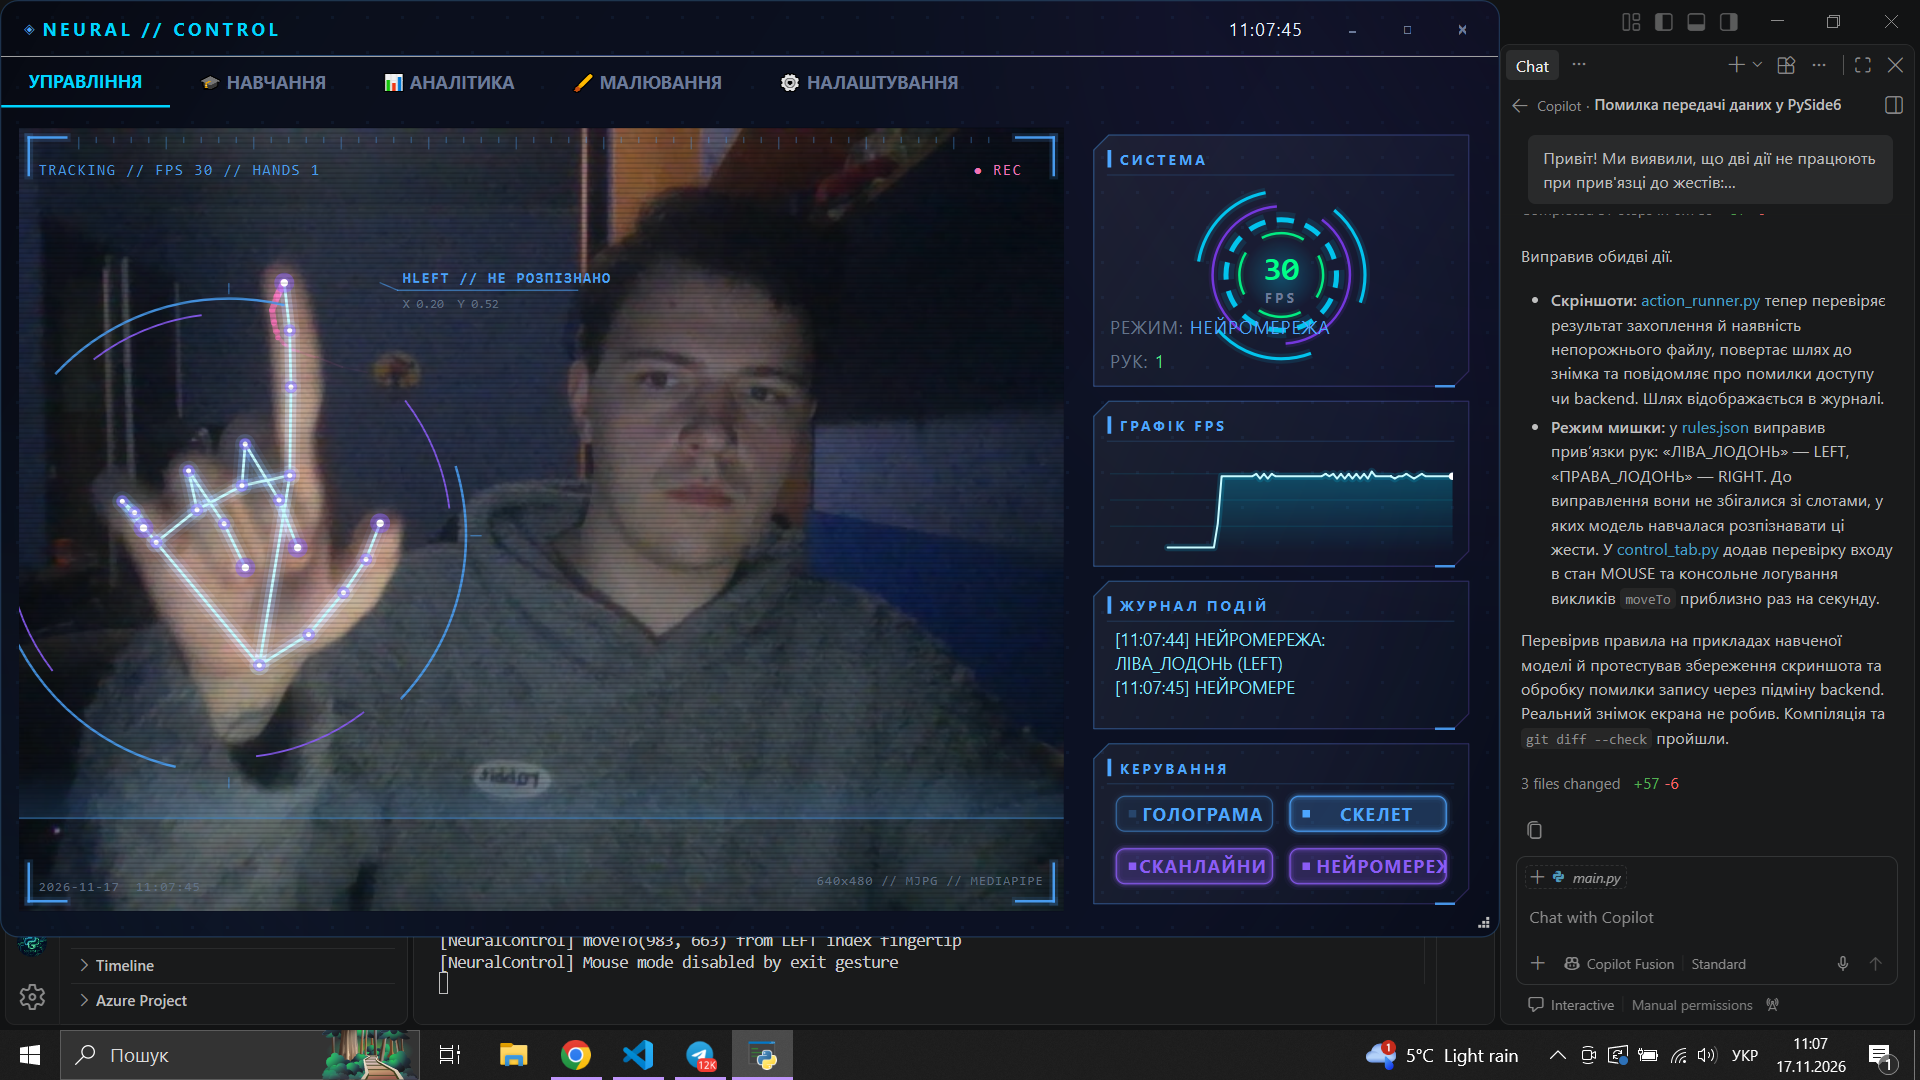 NEURAL // CONTROL
11:07:45
УПРАВЛІННЯ
НАВЧАННЯ
АНАЛІТИКА
МАЛЮВАННЯ
НАЛАШТУВАННЯ
TRACKING // FPS 30 // HANDS 1
REC
HLEFT // НЕ РОЗПІЗНАНО
X 0.20 Y 0.52
2026-11-17 11:07:45
640x480 // MJPG // MEDIAPIPE
СИСТЕМА
30
FPS
РЕЖИМ: НЕЙРОМЕРЕЖА
РУК: 1
ГРАФІК FPS
ЖУРНАЛ ПОДІЙ
[11:07:44] НЕЙРОМЕРЕЖА:
ЛІВА_ЛОДОНЬ (LEFT)
[11:07:45] НЕЙРОМЕРЕ
КЕРУВАННЯ
ГОЛОГРАМА
СКЕЛЕТ
СКАНЛАЙНИ
НЕЙРОМЕРЕЖ
[NeuralControl] moveTo(983, 663) from LEFT index fingertip
[NeuralControl] Mouse mode disabled by exit gesture
Timeline
Azure Project
Chat
Copilot · Помилка передачі даних у PySide6
Привіт! Ми виявили, що дві дії не працюють
при прив'язці до жестів:...
Виправив обидві дії.
• Скріншоти: action_runner.py тепер перевіряє
результат захоплення й наявність
непорожнього файлу, повертає шлях до
знімка та повідомляє про помилки доступу
чи backend. Шлях відображається в журналі.
• Режим мишки: у rules.json виправив
прив'язки рук: «ЛІВА_ЛОДОНЬ» — LEFT,
«ПРАВА_ЛОДОНЬ» — RIGHT. До
виправлення вони не збігалися зі слотами, у
яких модель навчалася розпізнавати ці
жести. У control_tab.py додав перевірку входу
в стан MOUSE та консольне логування
викликів moveTo приблизно раз на секунду.
Перевірив правила на прикладах навченої
моделі й протестував збереження скриншота та
обробку помилки запису через підміну backend.
Реальний знімок екрана не робив. Компіляція та
git diff --check пройшли.
3 files changed +57 -6
main.py
Chat with Copilot
Copilot Fusion
Standard
Interactive
Manual permissions
Пошук
12K
1
5°C Light rain
УКР
11:07
17.11.2026
1